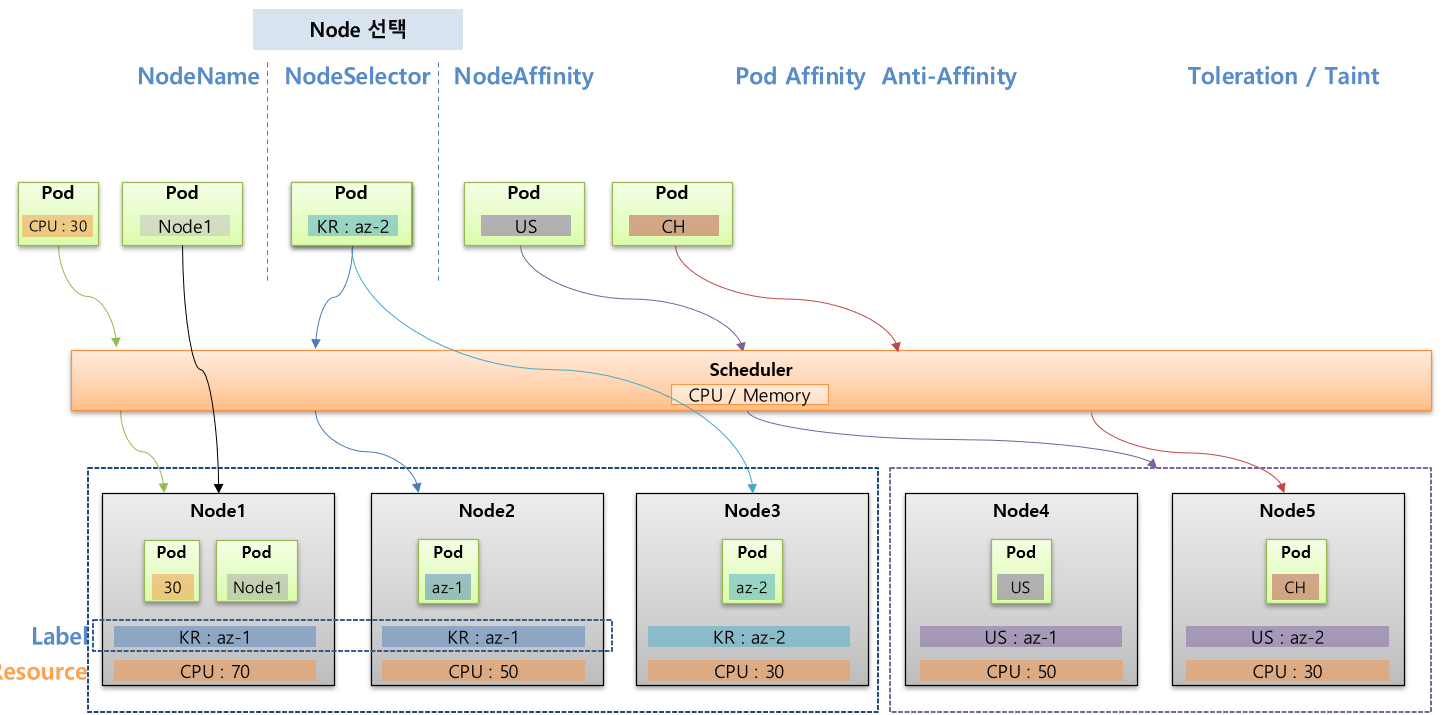 Node 선택
NodeName
NodeSelector
NodeAffinity
Pod Affinity
Anti-Affinity
Toleration / Taint
Pod
CPU : 30
Pod
Node1
Pod
KR : az-2
Pod
US
Pod
CH
Scheduler
CPU / Memory
Node1
Node2
Node3
Node4
Node5
Pod
30
Pod
Node1
Pod
az-1
Pod
az-2
Pod
US
Pod
CH
Label
KR : az-1
KR : az-1
KR : az-2
US : az-1
US : az-2
Resource
CPU : 70
CPU : 50
CPU : 30
CPU : 50
CPU : 30